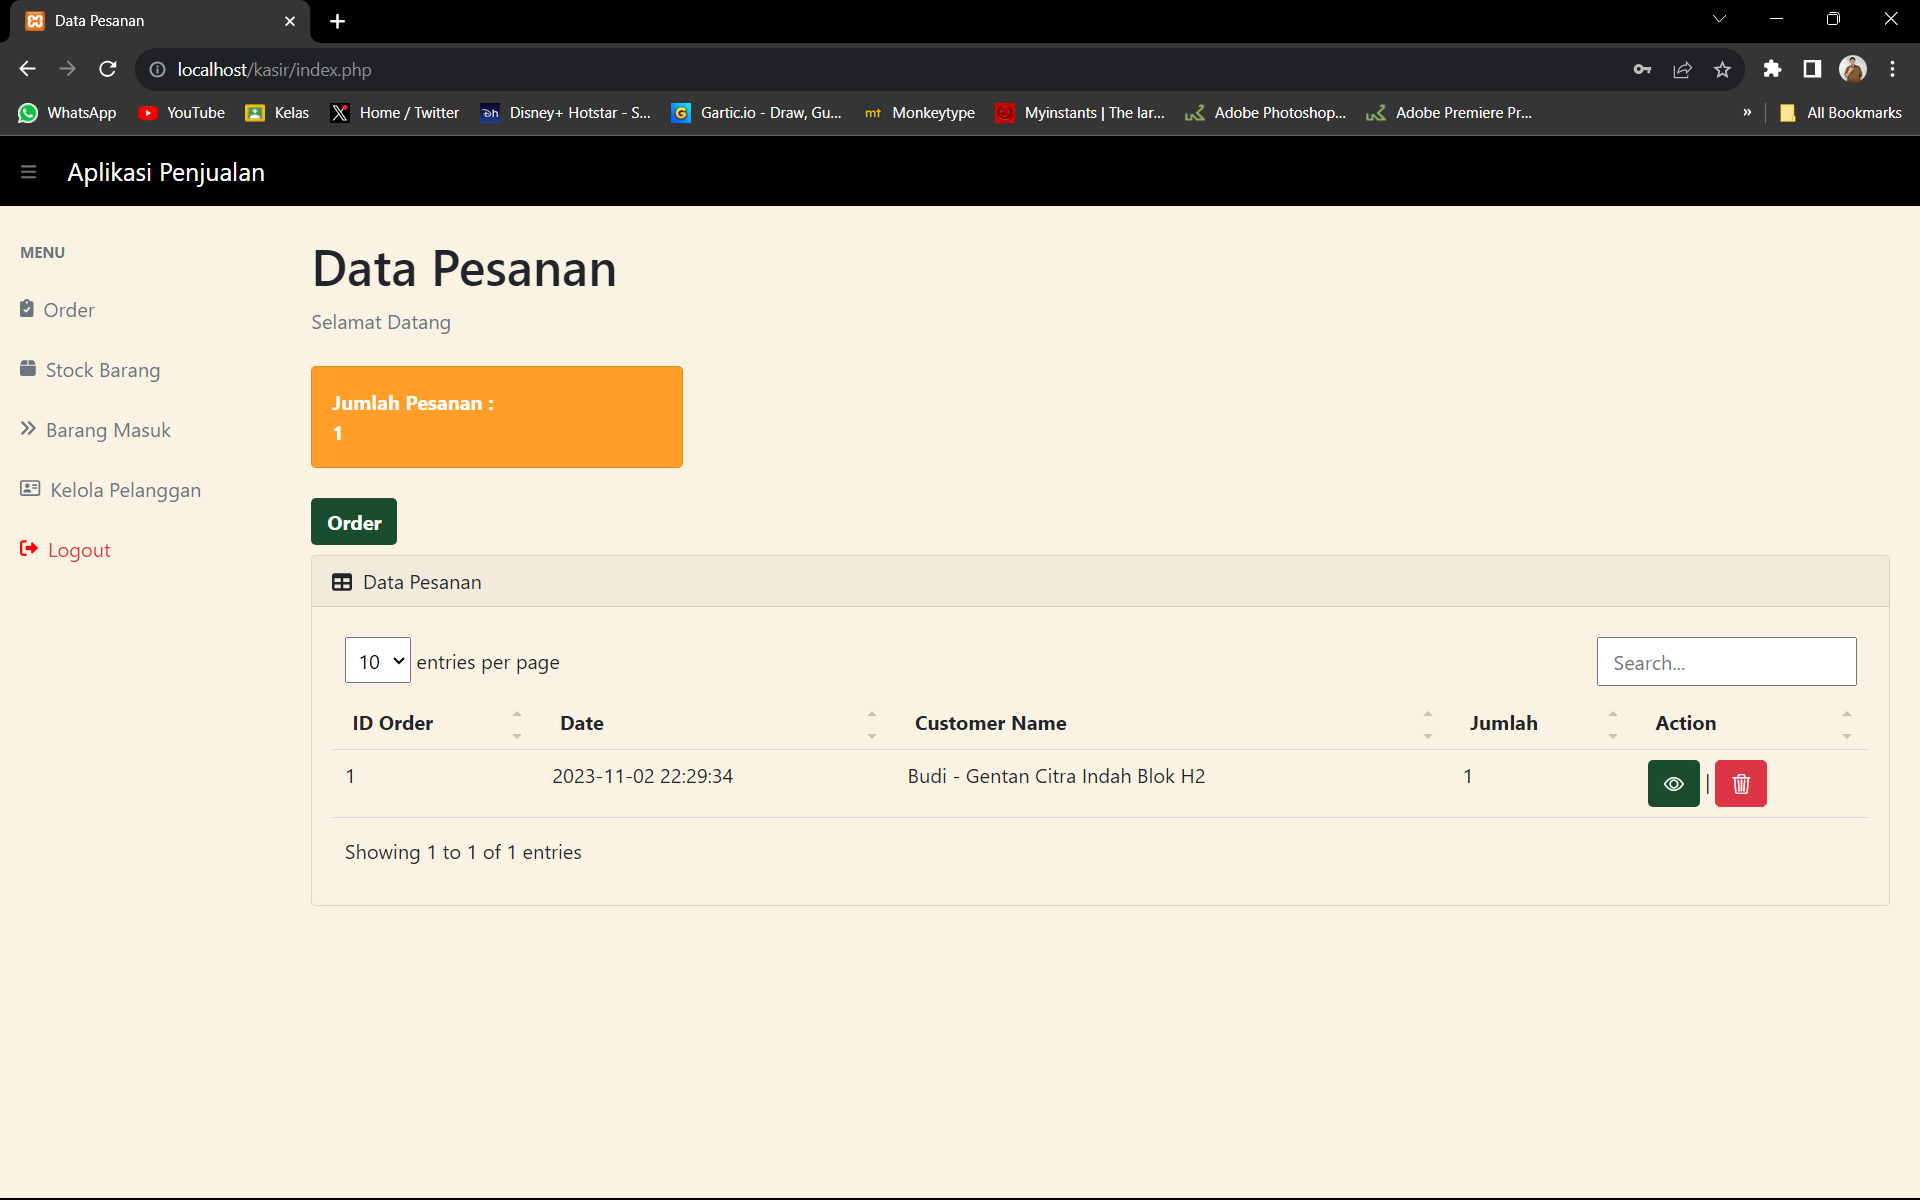 Data Pesanan
localhost/kasir/index.php
WhatsApp YouTube Kelas Home / Twitter Disney+ Hotstar - S... Gartic.io - Draw, Gu... mt Monkeytype Myinstants | The lar... Adobe Photoshop... Adobe Premiere Pr... » All Bookmarks
Aplikasi Penjualan
MENU
Order
Stock Barang
Barang Masuk
Kelola Pelanggan
Logout
Data Pesanan
Selamat Datang
Jumlah Pesanan :
1
Order
Data Pesanan
10 entries per page
Search...
ID Order Date Customer Name Jumlah Action
1 2023-11-02 22:29:34 Budi - Gentan Citra Indah Blok H2 1 |
Showing 1 to 1 of 1 entries